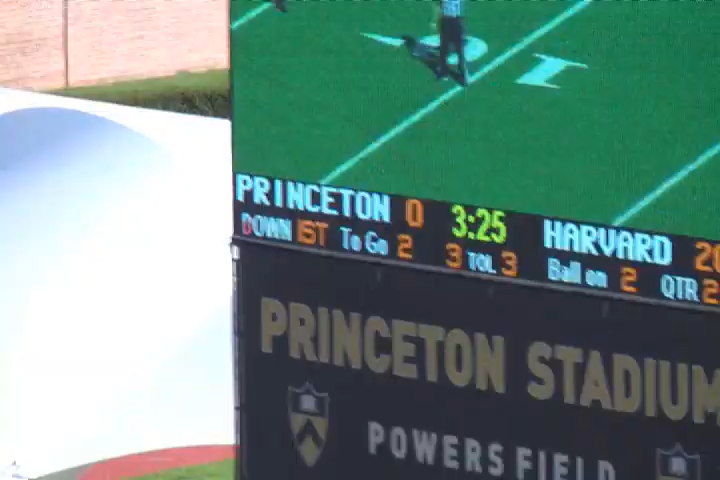 1
PRINCETON 0 3:25 HARVARD 20
DOWN 1ST To Go 2 3 TOL 3 Ball on 2 QTR 2
PRINCETON STADIUM
POWERS FIELD